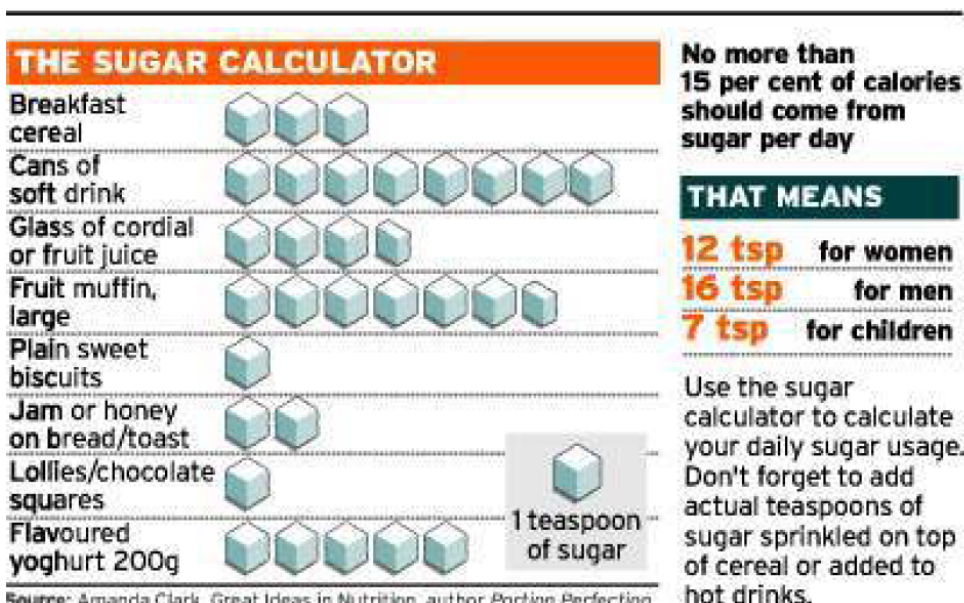 THE SUGAR CALCULATOR
Breakfast
cereal
Cans of
soft drink
Glass of cordial
or fruit juice
Fruit muffin,
large
Plain sweet
biscuits
Jam or honey
on bread/toast
Lollies/chocolate
squares
Flavoured
yoghurt 200g
1 teaspoon
of sugar
Source: Amanda Clark, Great Ideas in Nutrition, author Portion Perfection
No more than
15 per cent of calories
should come from
sugar per day
THAT MEANS
12 tsp for women
16 tsp for men
7 tsp for children
Use the sugar
calculator to calculate
your daily sugar usage.
Don't forget to add
actual teaspoons of
sugar sprinkled on top
of cereal or added to
hot drinks.